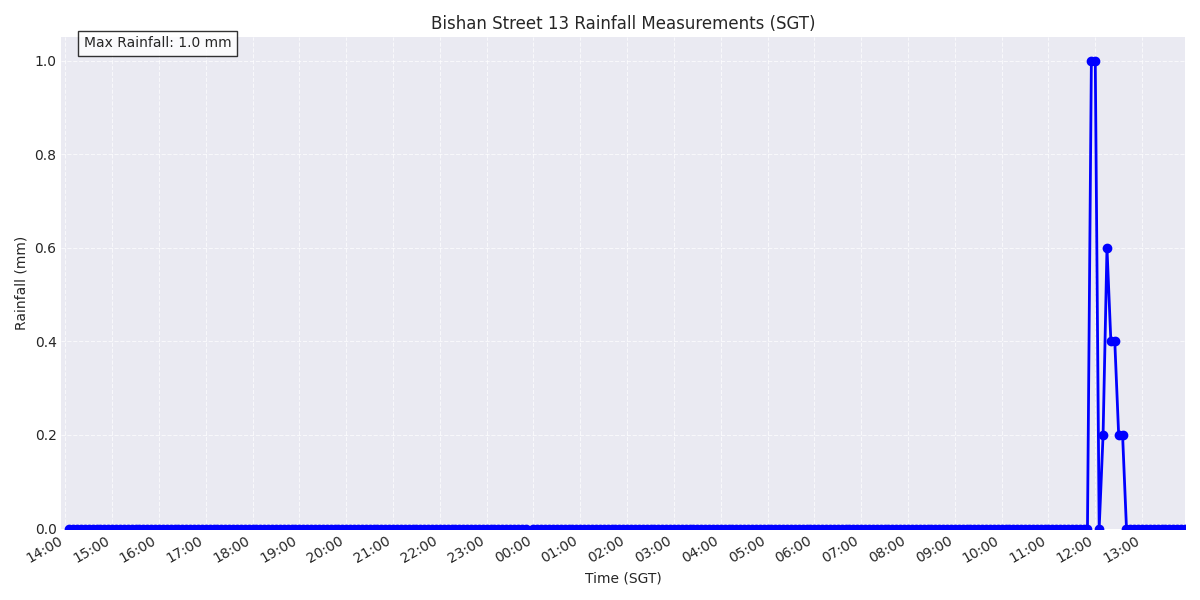 Bishan Street 13 Rainfall Measurements (SGT)
Max Rainfall: 1.0 mm
Rainfall (mm)
1.0
0.8
0.6
0.4
0.2
0.0
14:00 15:00 16:00 17:00 18:00 19:00 20:00 21:00 22:00 23:00 00:00 01:00 02:00 03:00 04:00 05:00 06:00 07:00 08:00 09:00 10:00 11:00 12:00 13:00
Time (SGT)